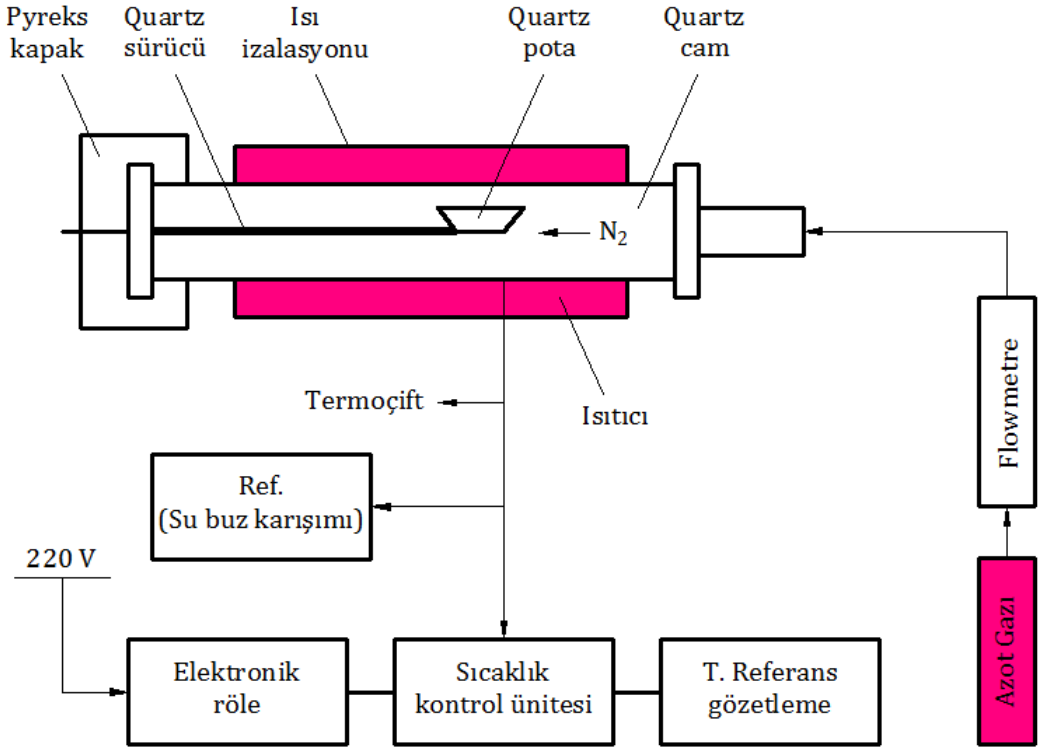 Pyreks
kapak
Quartz
sürücü
Isı
izalasyonu
Quartz
pota
Quartz
cam
N₂
Termoçift
Isıtıcı
Ref.
(Su buz karışımı)
220 V
Elektronik
röle
Sıcaklık
kontrol ünitesi
T. Referans
gözetleme
Flowmetre
Azot Gazı